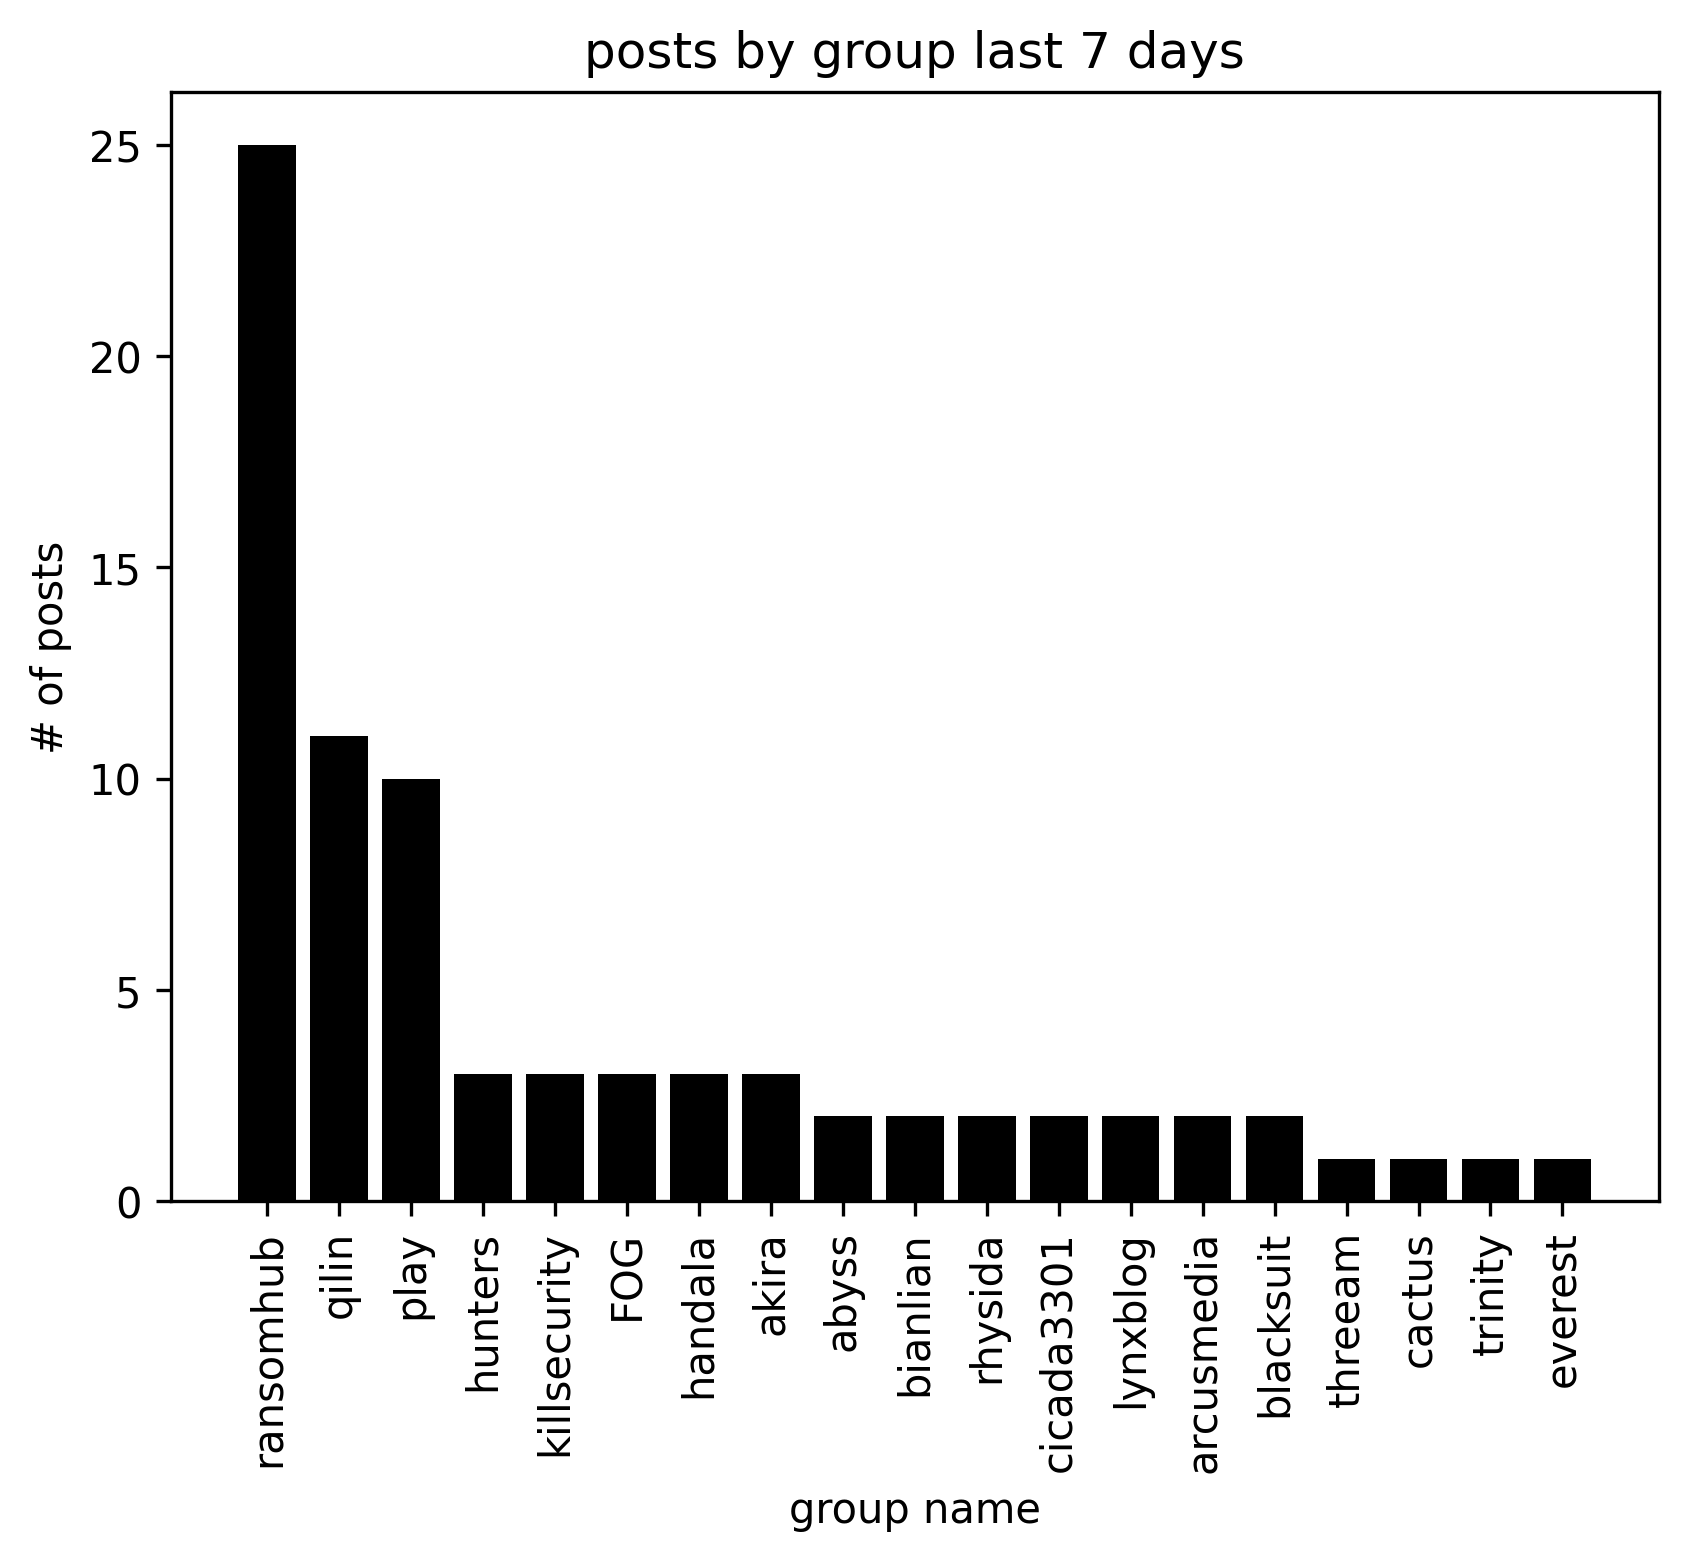 posts by group last 7 days
# of posts
25
20
15
10
5
0
ransomhub
qilin
play
hunters
killsecurity
FOG
handala
akira
abyss
bianlian
rhysida
cicada3301
lynxblog
arcusmedia
blacksuit
threeam
cactus
trinity
everest
group name